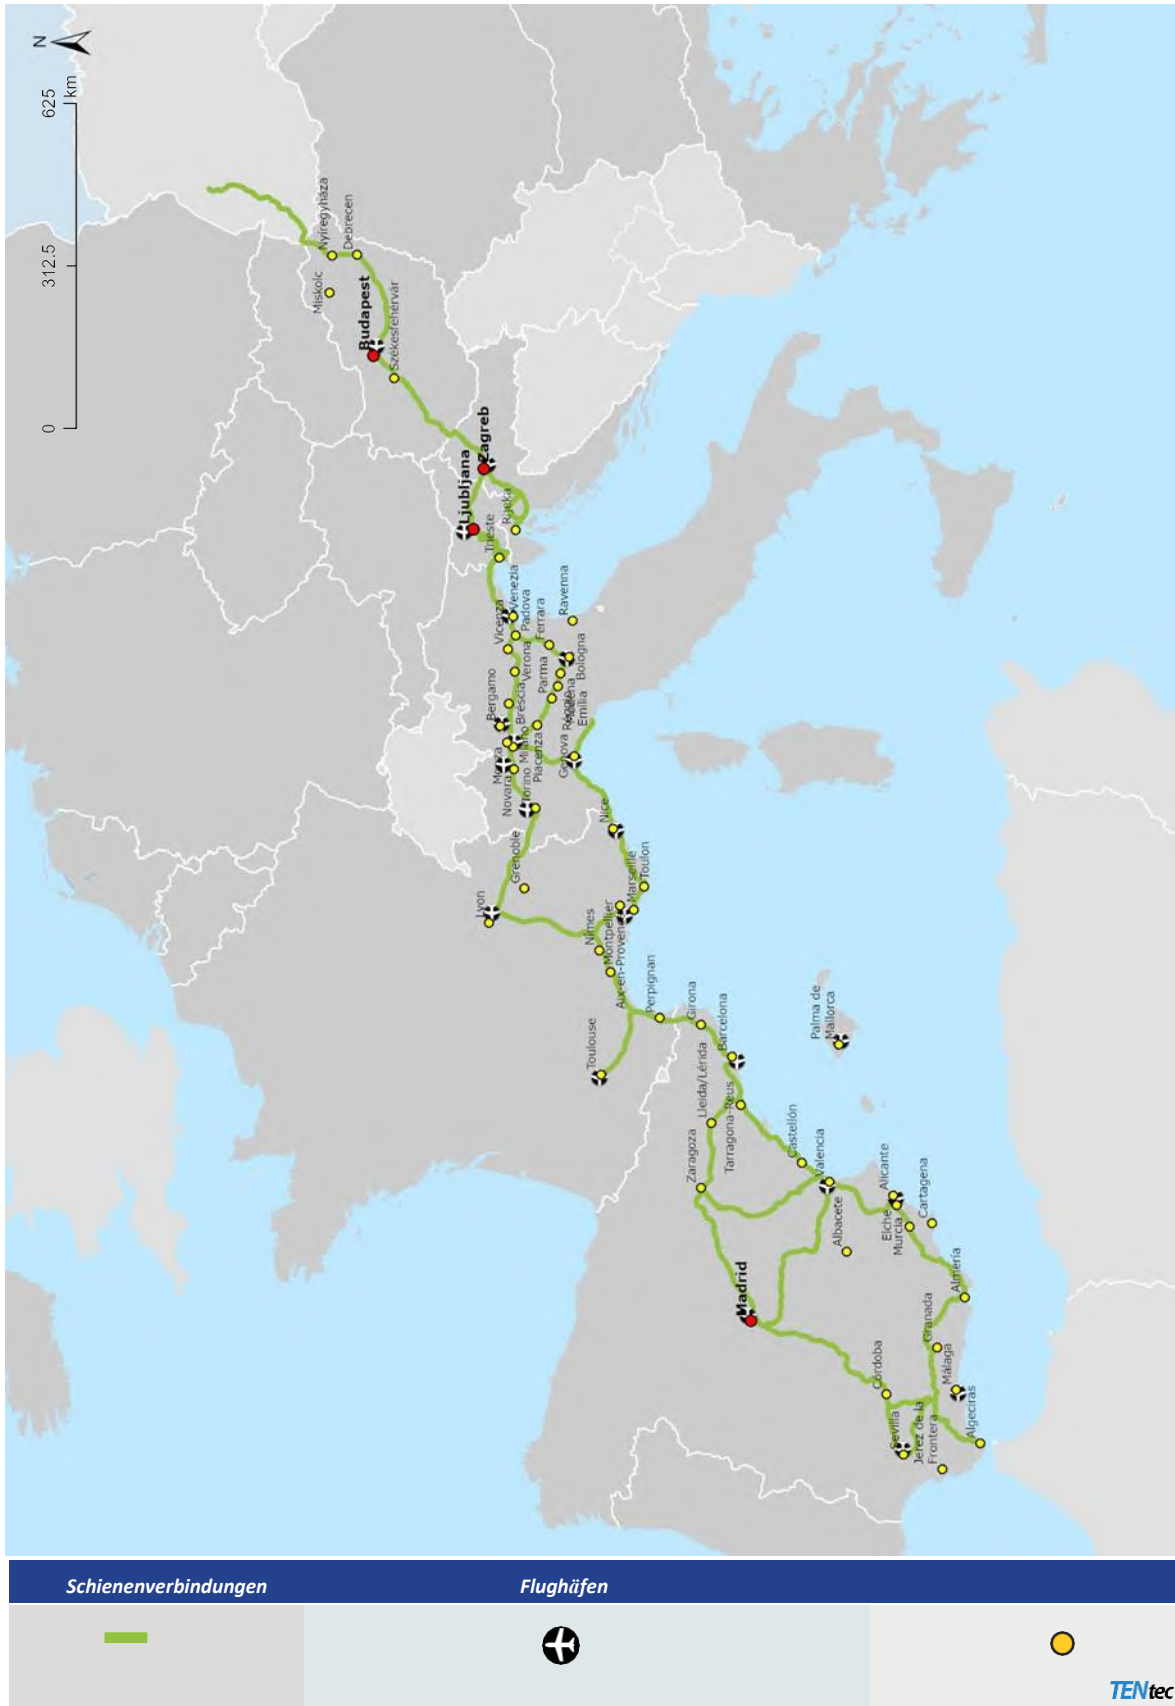 N
0
312.5
625
km
Nyíregyháza
Debrecen
Miskolc
Budapest
Székesfehérvár
Zagreb
Ljubljana
Rijeka
Trieste
Venezia
Vicenza
Padova
Ferrara
Ravenna
Verona
Bologna
Parma
Bergamo
Brescia
Reggio
Emilia
Milano
Piacenza
Genova
Novara
Torino
Grenoble
Nice
Lyon
Marseille
Toulon
Nîmes
Montpellier
Perpignan
Toulouse
Girona
Barcelona
Palma de
Mallorca
Lleida/Lérida
Tarragona-Reus
Zaragoza
Castellón
Valencia
Albacete
Alicante
Elche
Murcia
Cartagena
Madrid
Almería
Granada
Córdoba
Málaga
Sevilla
Jerez de la
Frontera
Algeciras
Schienenverbindungen
Flughäfen
TENtec